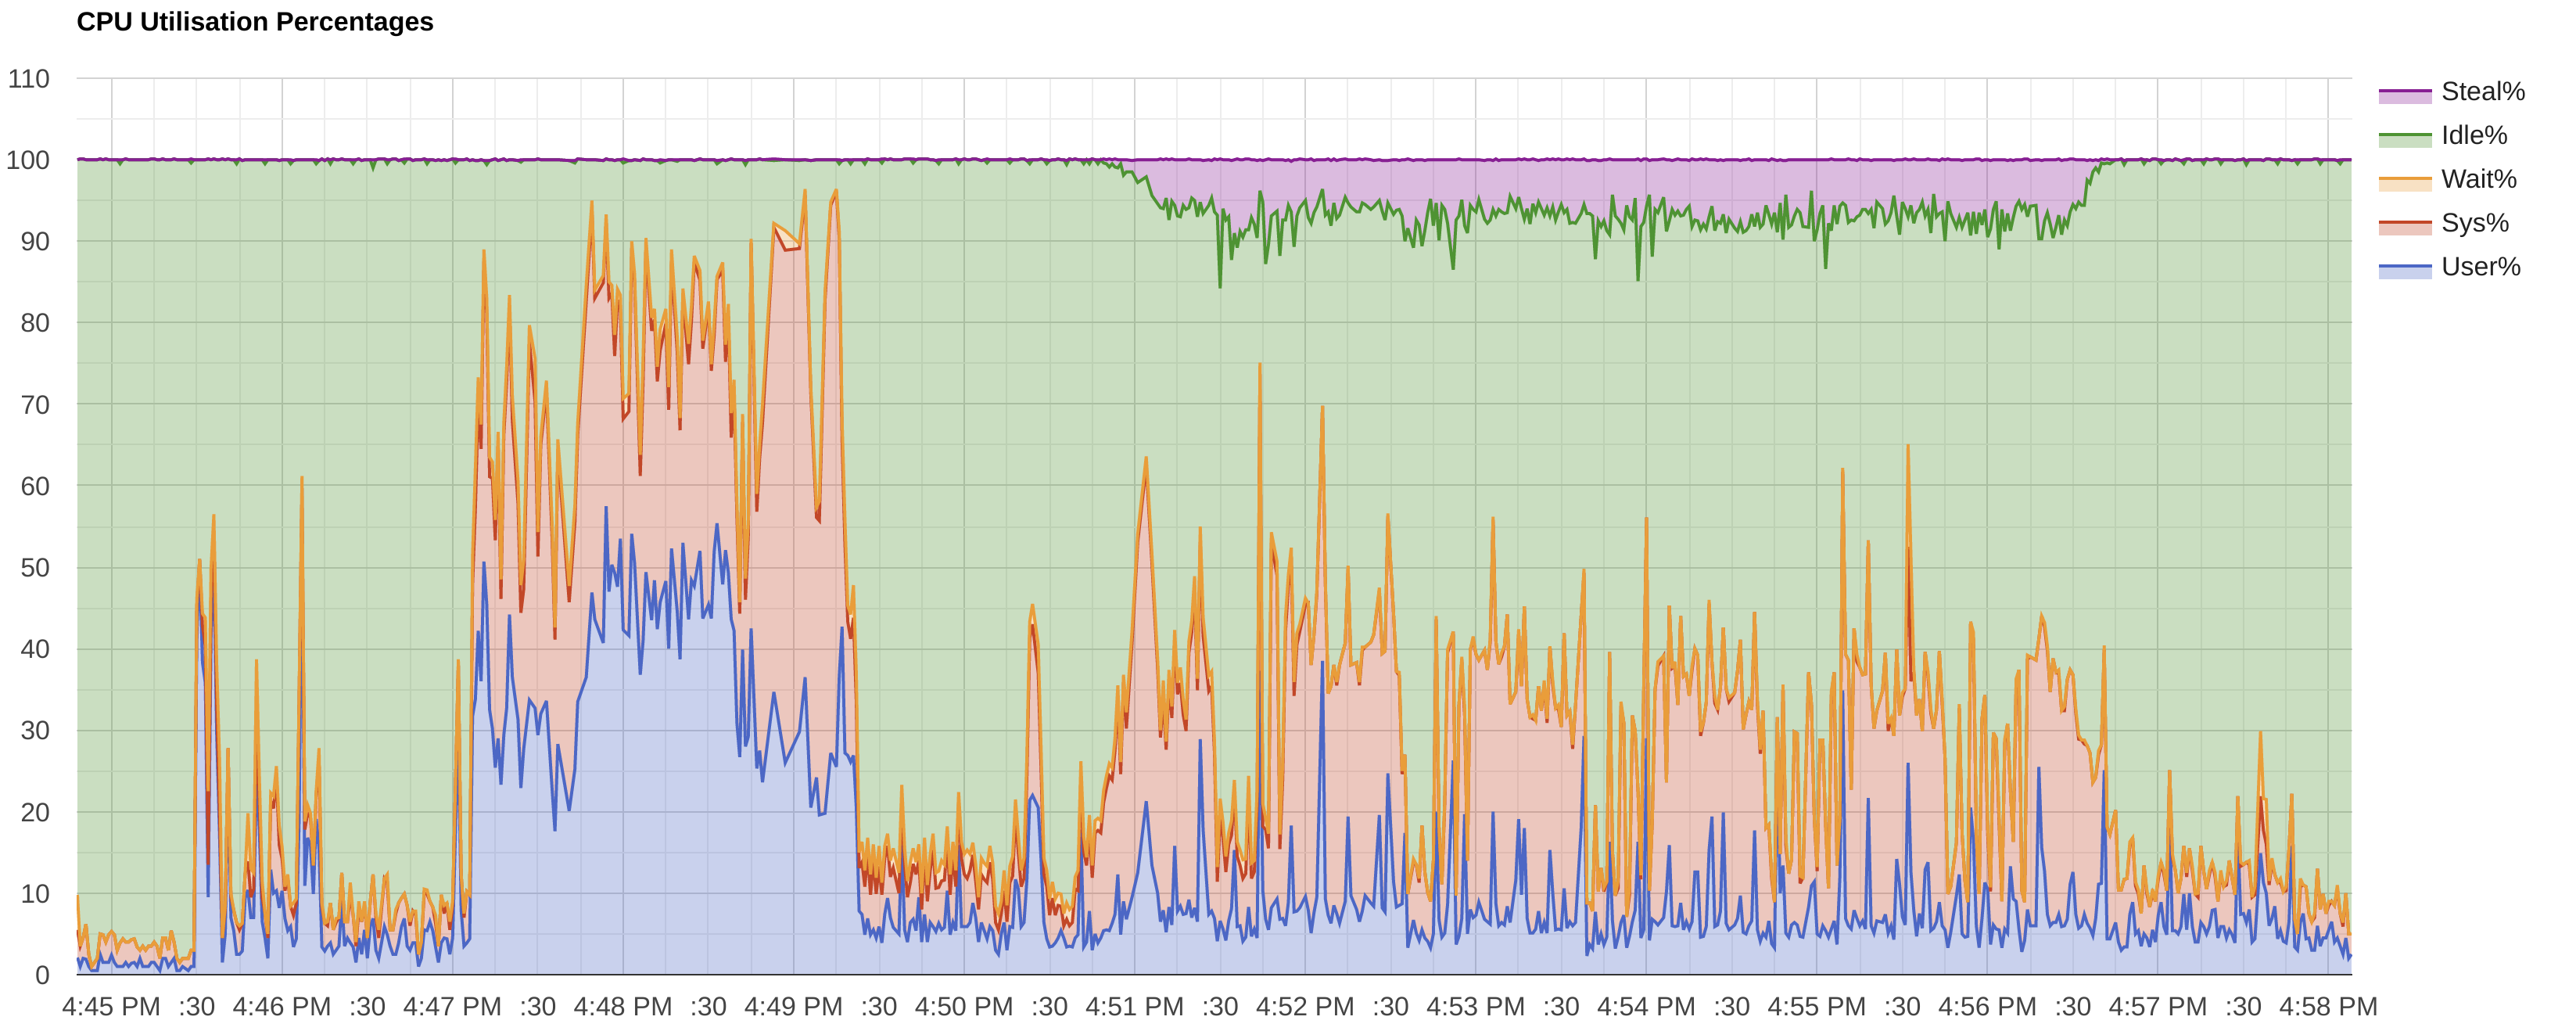 CPU Utilisation Percentages
110
100
90
80
70
60
50
40
30
20
10
0
4:45 PM :30 4:46 PM :30 4:47 PM :30 4:48 PM :30 4:49 PM :30 4:50 PM :30 4:51 PM :30 4:52 PM :30 4:53 PM :30 4:54 PM :30 4:55 PM :30 4:56 PM :30 4:57 PM :30 4:58 PM
Steal%
Idle%
Wait%
Sys%
User%